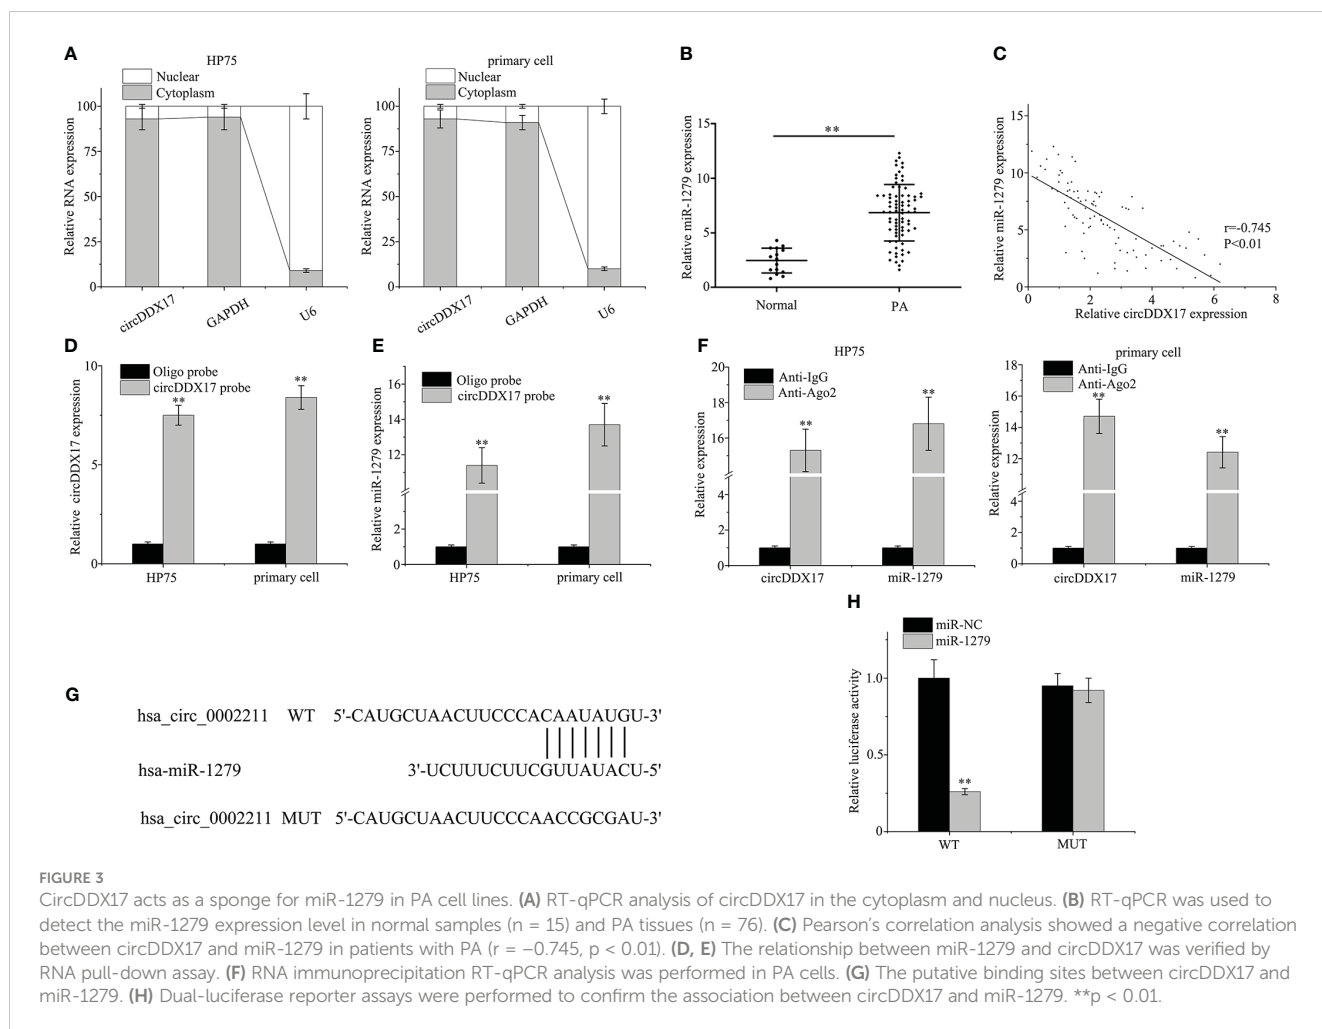 A
HP75
Nuclear
Cytoplasm
Relative RNA expression
100
75
50
25
0
circDDX17
GAPDH
U6
primary cell
Nuclear
Cytoplasm
Relative RNA expression
100
75
50
25
0
circDDX17
GAPDH
U6
B
Relative miR-1279 expression
15
10
5
0
**
Normal
PA
C
Relative miR-1279 expression
15
10
5
0
r=-0.745
P<0.01
0
2
4
6
8
Relative circDDX17 expression
D
Oligo probe
circDDX17 probe
Relative circDDX17 expression
10
5
0
**
**
HP75
primary cell
E
Oligo probe
circDDX17 probe
Relative miR-1279 expression
16
14
12
2
0
**
**
HP75
primary cell
F
HP75
Anti-IgG
Anti-Ago2
Relative expression
20
18
16
4
2
0
**
**
circDDX17
miR-1279
primary cell
Anti-IgG
Anti-Ago2
Relative expression
18
16
14
12
4
2
0
**
**
circDDX17
miR-1279
G
hsa_circ_0002211 WT 5'-CAUGCUAACUUCCCACAAUAUGU-3'
hsa-miR-1279 3'-UCUUUCUUCGUUAUACU-5'
hsa_circ_0002211 MUT 5'-CAUGCUAACUUCCCAACCGCGAU-3'
H
miR-NC
miR-1279
Relative luciferase activity
1.0
0.5
0
**
WT
MUT
FIGURE 3
CircDDX17 acts as a sponge for miR-1279 in PA cell lines. (A) RT-qPCR analysis of circDDX17 in the cytoplasm and nucleus. (B) RT-qPCR was used to
detect the miR-1279 expression level in normal samples (n = 15) and PA tissues (n = 76). (C) Pearson's correlation analysis showed a negative correlation
between circDDX17 and miR-1279 in patients with PA (r = −0.745, p < 0.01). (D, E) The relationship between miR-1279 and circDDX17 was verified by
RNA pull-down assay. (F) RNA immunoprecipitation RT-qPCR analysis was performed in PA cells. (G) The putative binding sites between circDDX17 and
miR-1279. (H) Dual-luciferase reporter assays were performed to confirm the association between circDDX17 and miR-1279. **p < 0.01.